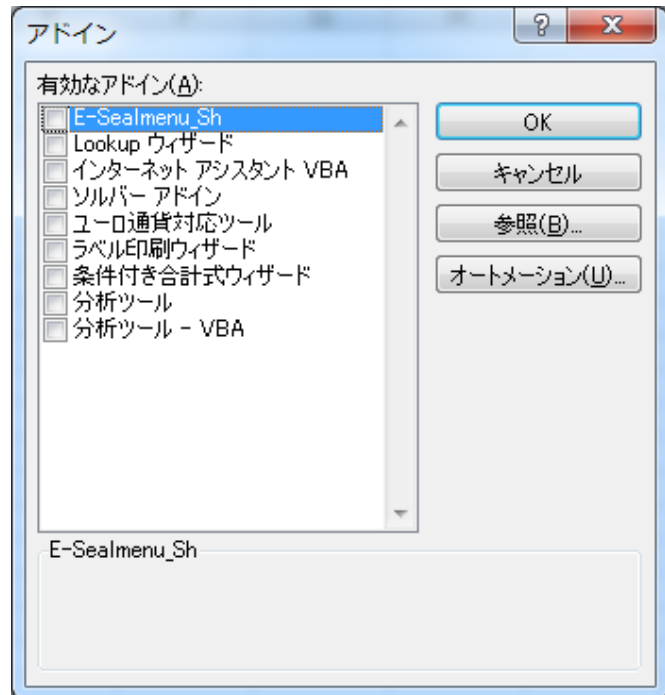 アドイン
有効なアドイン(A):
E-Sealmenu_Sh
Lookup ウィザード
インターネット アシスタント VBA
ソルバー アドイン
ユーロ通貨対応ツール
ラベル印刷ウィザード
条件付き合計式ウィザード
分析ツール
分析ツール - VBA
OK
キャンセル
参照(B)...
オートメーション(U)...
E-Sealmenu_Sh